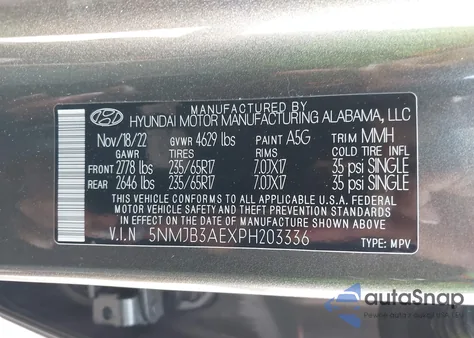 MANUFACTURED BY
HYUNDAI MOTOR MANUFACTURING ALABAMA, LLC
Nov/18/22 GVWR 4629 lbs PAINT A5G TRIM MMH
GAWR TIRES RIMS COLD TIRE INFL
FRONT 2778 lbs 235/65R17 7.0JX17 35 psi SINGLE
REAR 2646 lbs 235/65R17 7.0JX17 35 psi SINGLE
THIS VEHICLE CONFORMS TO ALL APPLICABLE U.S.A. FEDERAL
MOTOR VEHICLE SAFETY, BUMPER, AND THEFT PREVENTION STANDARDS
IN EFFECT ON THE DATE OF MANUFACTURE SHOWN ABOVE.
V.I.N 5NMJB3AEXPH203336 TYPE: MPV
autoSnap